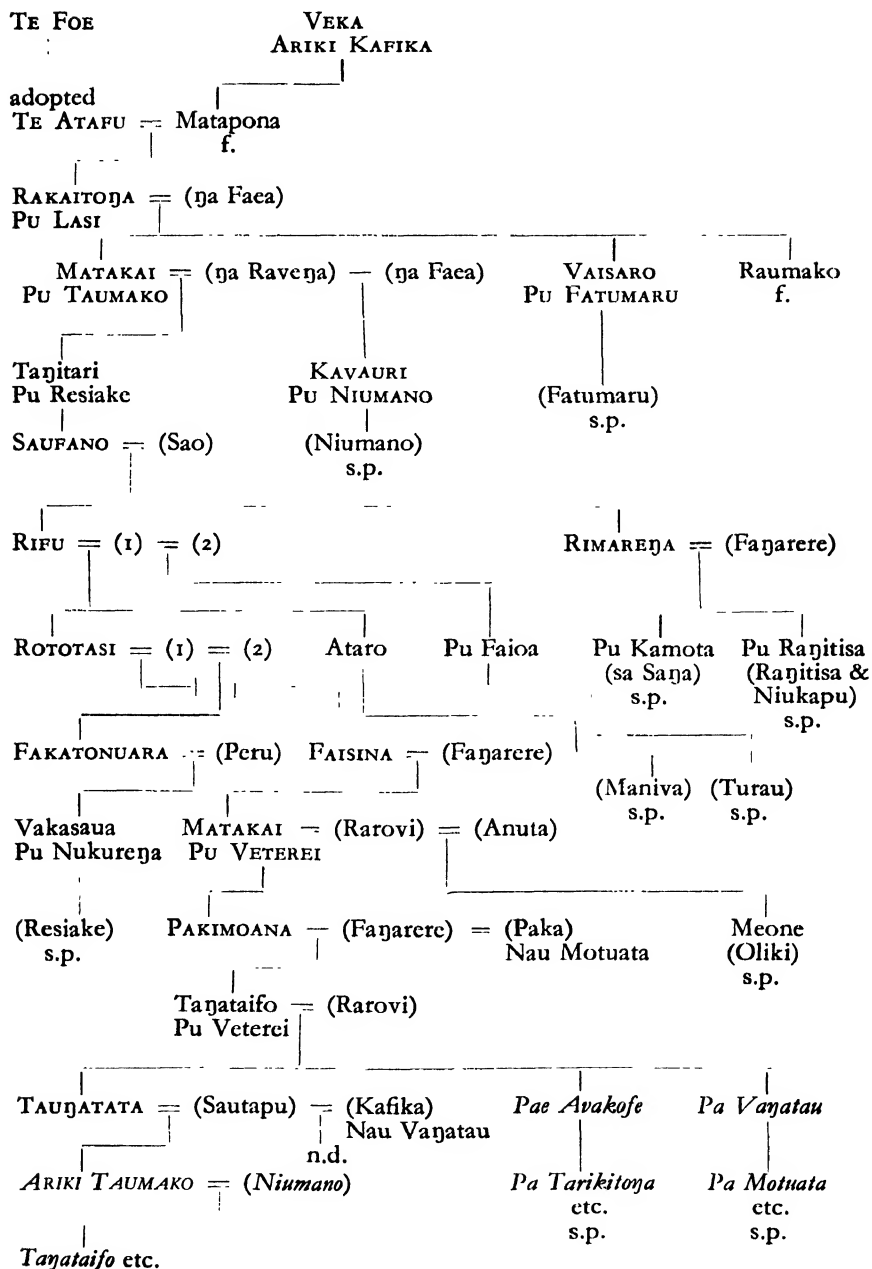 TE FOE VEKA
ARIKI KAFIKA
adopted
TE ATAFU = Matapona
f.
RAKAITOŊA = (ŋa Faea)
PU LASI
MATAKAI = (ŋa Raveŋa) — (ŋa Faea) VAISARO Raumako
PU TAUMAKO PU FATUMARU f.
Taŋitari KAVAURI
Pu Resiake PU NIUMANO (Fatumaru)
s.p.
SAUFANO = (Sao) (Niumano)
s.p.
RIFU = (1) = (2) RIMAREŊA = (Faŋarere)
ROTOTASI = (1) = (2) Ataro Pu Faioa Pu Kamota Pu Raŋitisa
(sa Saŋa) (Raŋitisa &
s.p. Niukapu)
s.p.
FAKATONUARA = (Peru) FAISINA = (Faŋarere)
(Maniva) (Turau)
s.p. s.p.
Vakasaua MATAKAI = (Rarovi) = (Anuta)
Pu Nukureŋa PU VETEREI
(Resiake) PAKIMOANA — (Faŋarere) = (Paka) Meone
s.p. Nau Motuata (Oliki)
s.p.
Taŋataifo = (Rarovi)
Pu Veterei
TAUŊATATA = (Sautapu) = (Kafika) Pae Avakofe Pa Vaŋatau
Nau Vaŋatau
n.d.
ARIKI TAUMAKO = (Niumano) Pa Tarikitoŋa Pa Motuata
etc. etc.
s.p. s.p.
Taŋataifo etc.